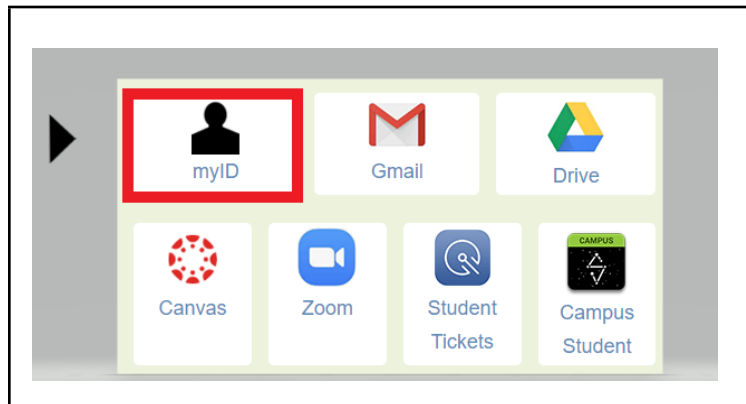 myID
Gmail
Drive
CAMPUS
Canvas
Zoom
Student
Tickets
Campus
Student